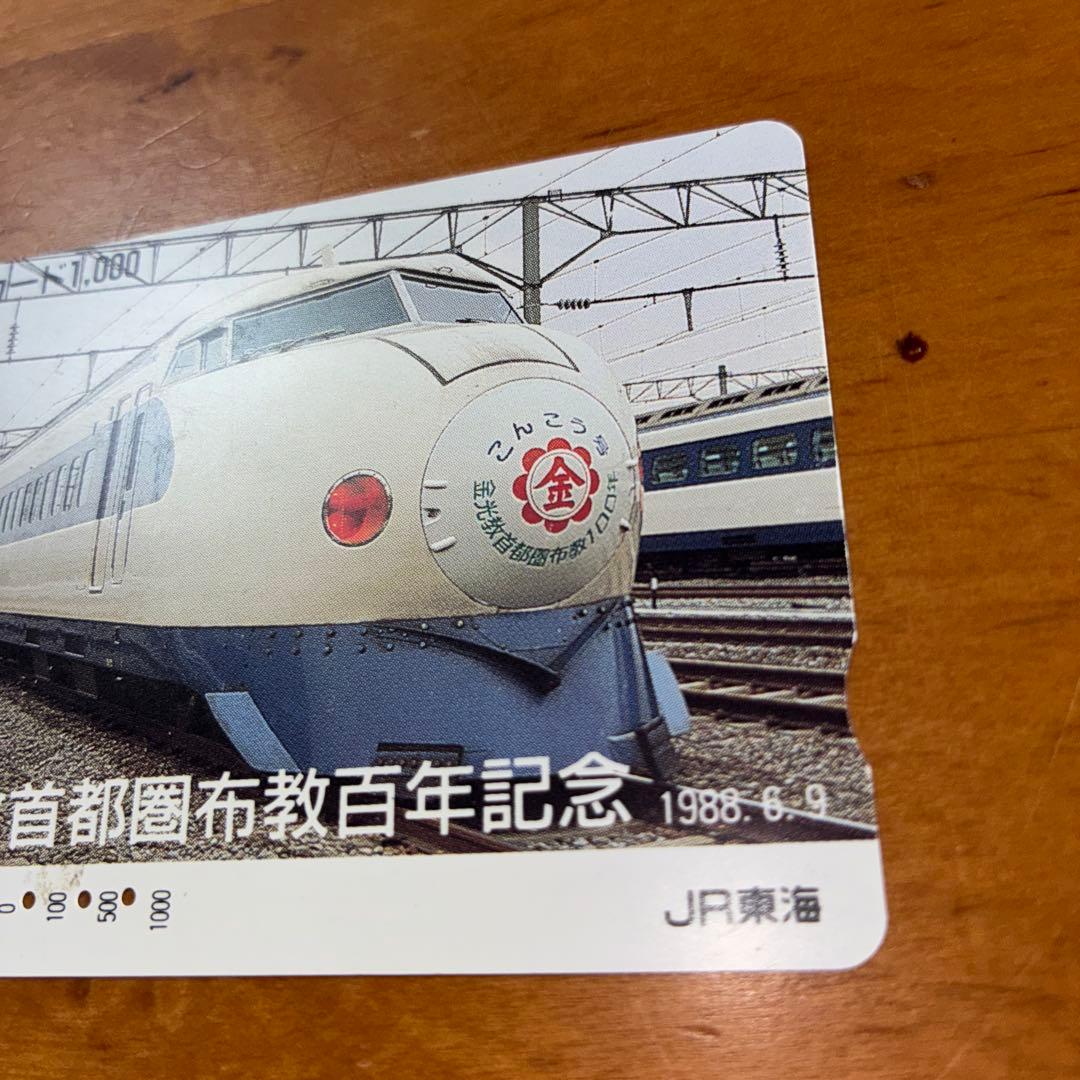 カード1,000
こんこう号
金
金光教首都圏布教100年
首都圏布教百年記念 1988.6.9
0 100 500 1000
JR東海